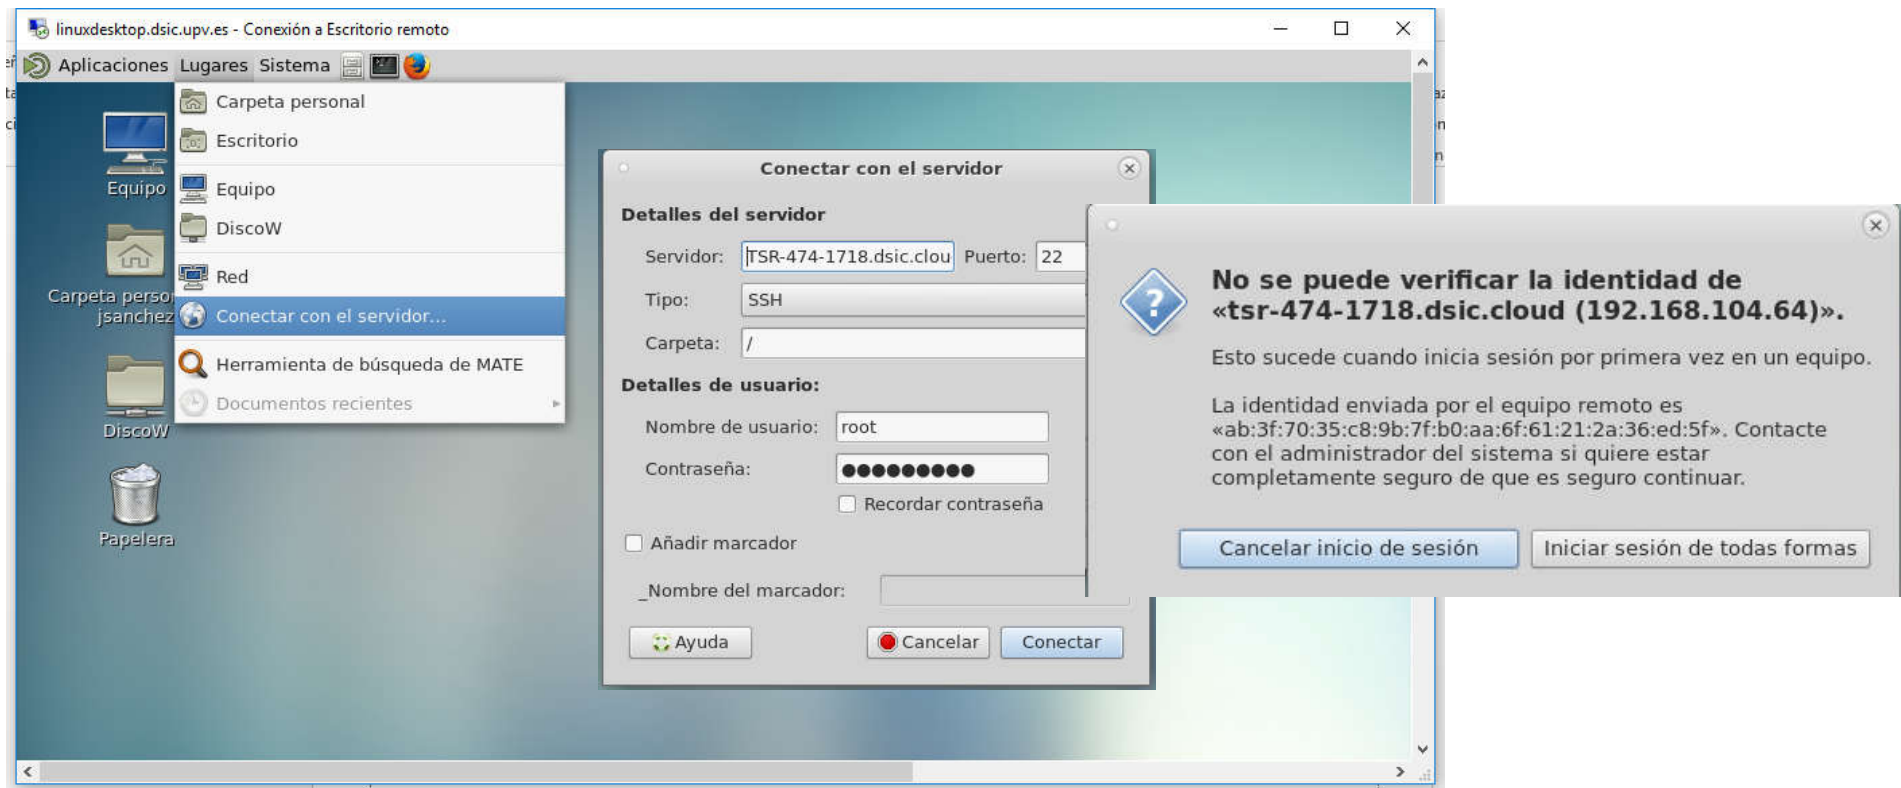 linuxdesktop.dsic.upv.es - Conexión a Escritorio remoto
Aplicaciones Lugares Sistema
Carpeta personal
Escritorio
Equipo
DiscoW
Red
Conectar con el servidor...
Herramienta de búsqueda de MATE
Documentos recientes
Equipo
Carpeta perso
jsanchez
DiscoW
Papelera
Conectar con el servidor
Detalles del servidor
Servidor: TSR-474-1718.dsic.clou Puerto: 22
Tipo: SSH
Carpeta: /
Detalles de usuario:
Nombre de usuario: root
Contraseña: ●●●●●●●●●
Recordar contraseña
Añadir marcador
_Nombre del marcador:
Ayuda Cancelar Conectar
No se puede verificar la identidad de
«tsr-474-1718.dsic.cloud (192.168.104.64)».
Esto sucede cuando inicia sesión por primera vez en un equipo.
La identidad enviada por el equipo remoto es
«ab:3f:70:35:c8:9b:7f:b0:aa:6f:61:21:2a:36:ed:5f». Contacte
con el administrador del sistema si quiere estar
completamente seguro de que es seguro continuar.
Cancelar inicio de sesión Iniciar sesión de todas formas